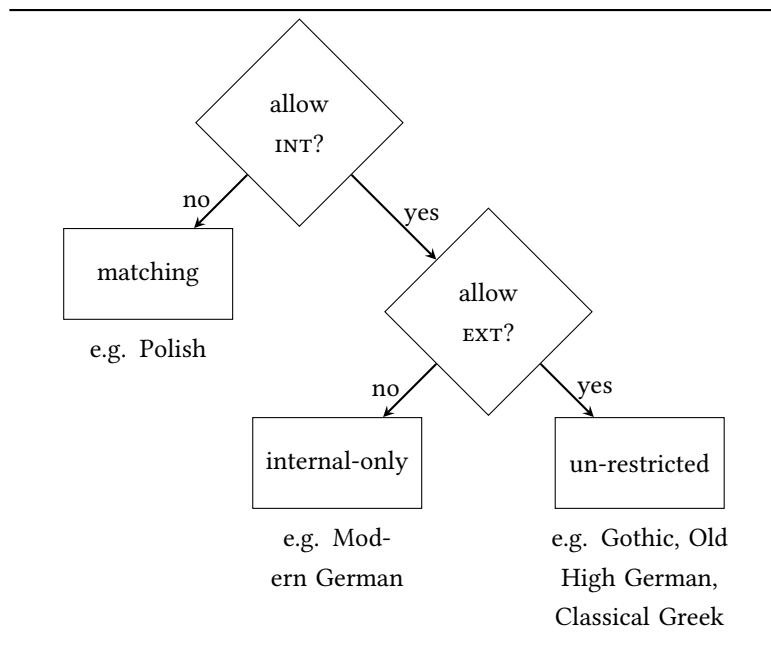 allow
INT?
no
yes
matching
e.g. Polish
allow
EXT?
no
yes
internal-only
un-restricted
e.g. Mod-
ern German
e.g. Gothic, Old
High German,
Classical Greek